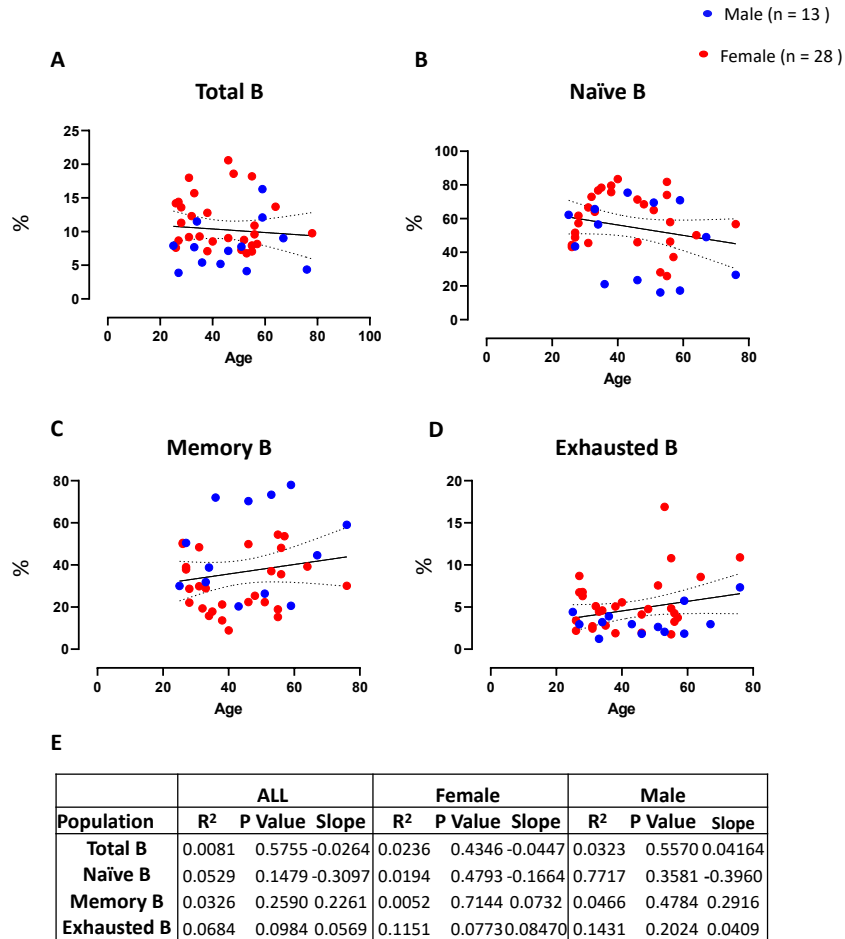 Male (n = 13 )
Female (n = 28 )
A
B
Total B
Naïve B
25
20
15
10
5
0
%
0 20 40 60 80 100
Age
100
80
60
40
20
0
%
0 20 40 60 80
Age
C
D
Memory B
Exhausted B
80
60
40
20
0
%
0 20 40 60 80
Age
20
15
10
5
0
%
0 20 40 60 80
Age
E
ALL Female Male
Population R² P Value Slope R² P Value Slope R² P Value Slope
Total B 0.0081 0.5755 -0.0264 0.0236 0.4346 -0.0447 0.0323 0.5570 0.04164
Naïve B 0.0529 0.1479 -0.3097 0.0194 0.4793 -0.1664 0.7717 0.3581 -0.3960
Memory B 0.0326 0.2590 0.2261 0.0052 0.7144 0.0732 0.0466 0.4784 0.2916
Exhausted B 0.0684 0.0984 0.0569 0.1151 0.0773 0.08470 0.1431 0.2024 0.0409